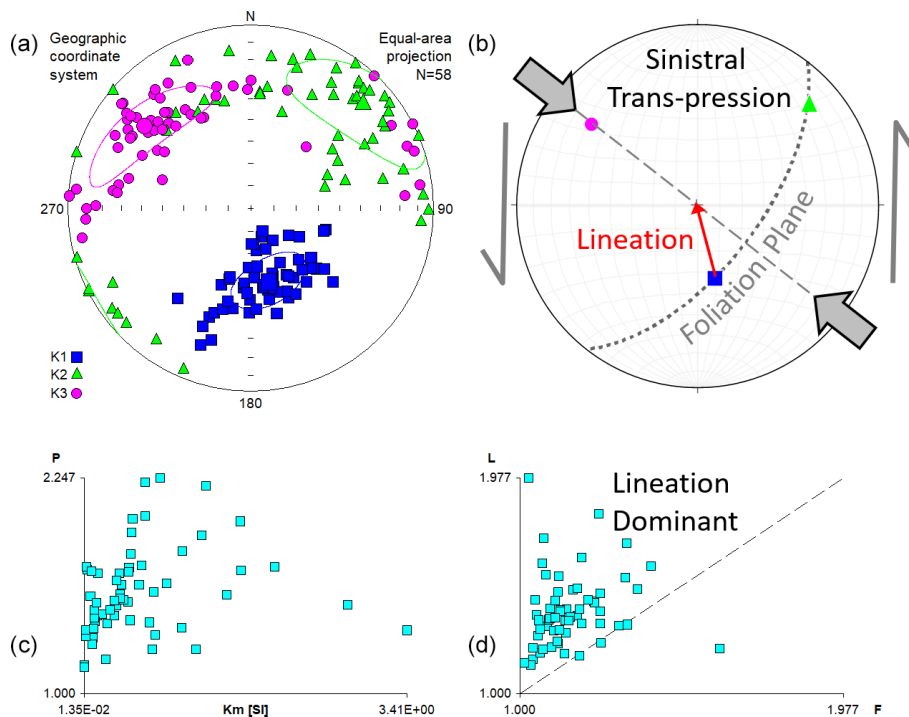 (a)
Geographic
coordinate
system
N
Equal-area
projection
N=58
270
90
180
K1
K2
K3
(b)
Sinistral
Trans-pression
Lineation
Foliation Plane
(c)
P
2.247
1.000
1.35E-02
Km [SI]
3.41E+00
(d)
L
1.977
Lineation
Dominant
1.000
1.000
1.977
F